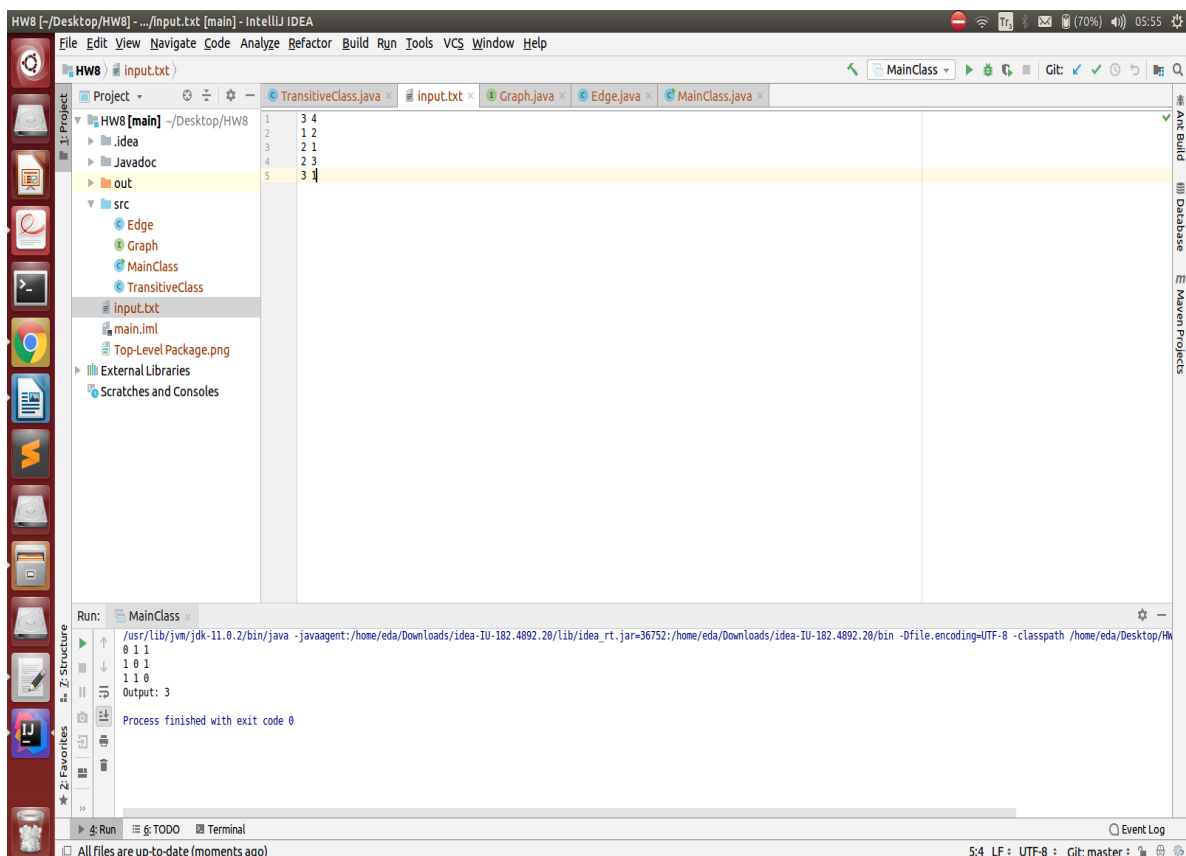 HW8 [~/Desktop/HW8] - .../input.txt [main] - IntelliJ IDEA
Tr3 (70%) 05:55
File Edit View Navigate Code Analyze Refactor Build Run Tools VCS Window Help
HW8 input.txt MainClass Git:
Project TransitiveClass.java input.txt Graph.java Edge.java MainClass.java
1: Project
HW8 [main] ~/Desktop/HW8
.idea
Javadoc
out
src
Edge
Graph
MainClass
TransitiveClass
input.txt
main.iml
Top-Level Package.png
External Libraries
Scratches and Consoles
1 3 4
2 1 2
3 2 1
4 2 3
5 3 1
Ant Build
Database
m Maven Projects
Run: MainClass
/usr/lib/jvm/jdk-11.0.2/bin/java -javaagent:/home/eda/Downloads/idea-IU-182.4892.20/lib/idea_rt.jar=36752:/home/eda/Downloads/idea-IU-182.4892.20/bin -Dfile.encoding=UTF-8 -classpath /home/eda/Desktop/HW
0 1 1
1 0 1
1 1 0
Output: 3
Process finished with exit code 0
Z: Structure
2: Favorites
4: Run 6: TODO Terminal Event Log
All files are up-to-date (moments ago) 5:4 LF UTF-8 Git: master